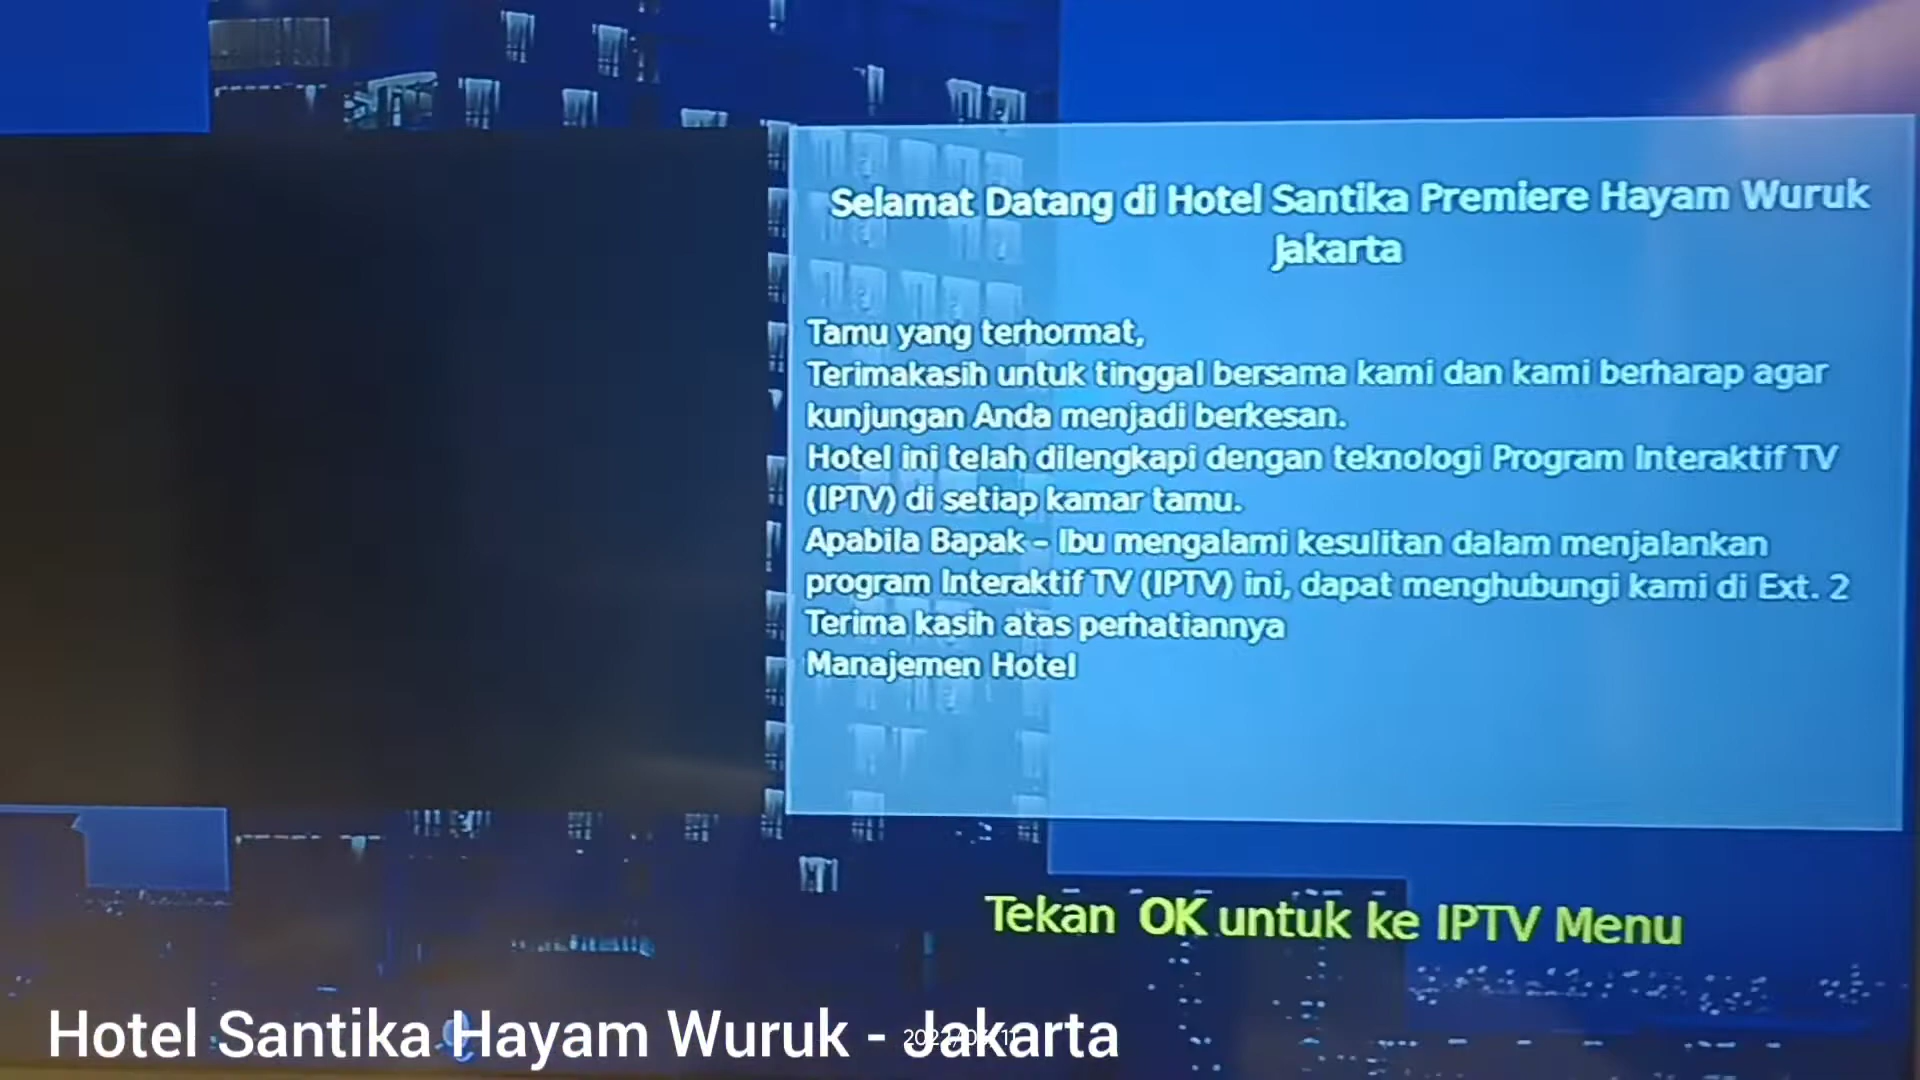 Selamat Datang di Hotel Santika Premiere Hayam Wuruk
Jakarta
Tamu yang terhormat,
Terimakasih untuk tinggal bersama kami dan kami berharap agar
kunjungan Anda menjadi berkesan.
Hotel ini telah dilengkapi dengan teknologi Program Interaktif TV
(IPTV) di setiap kamar tamu.
Apabila Bapak – Ibu mengalami kesulitan dalam menjalankan
program Interaktif TV (IPTV) ini, dapat menghubungi kami di Ext. 2
Terima kasih atas perhatiannya
Manajemen Hotel
Tekan OK untuk ke IPTV Menu
Hotel Santika Hayam Wuruk - Jakarta